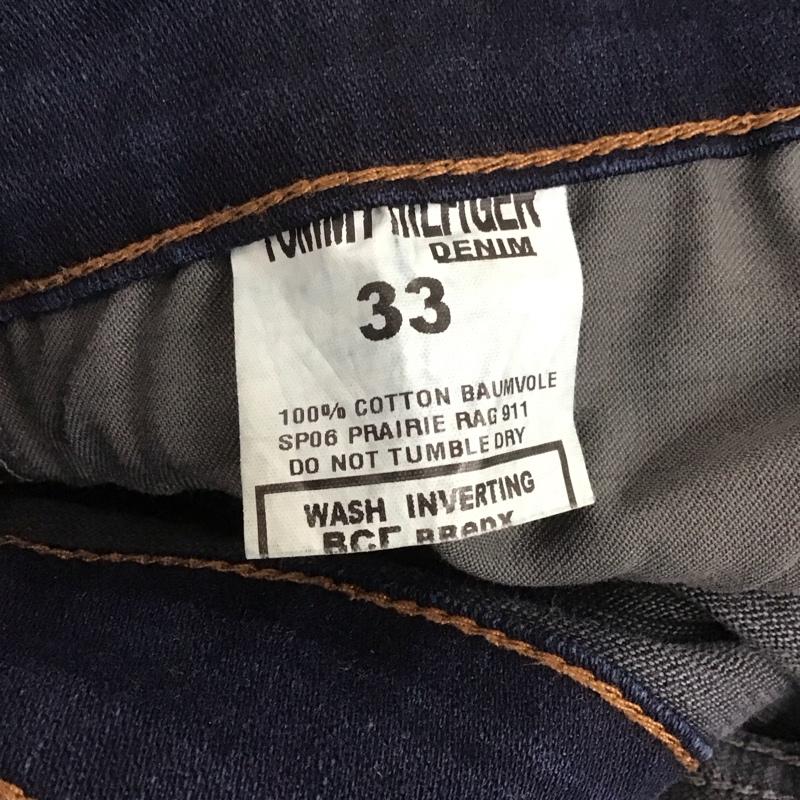 TOMMY HILFIGER
DENIM
33
100% COTTON BAUMVOLE
SP06 PRAIRIE RAG 911
DO NOT TUMBLE DRY
WASH INVERTING